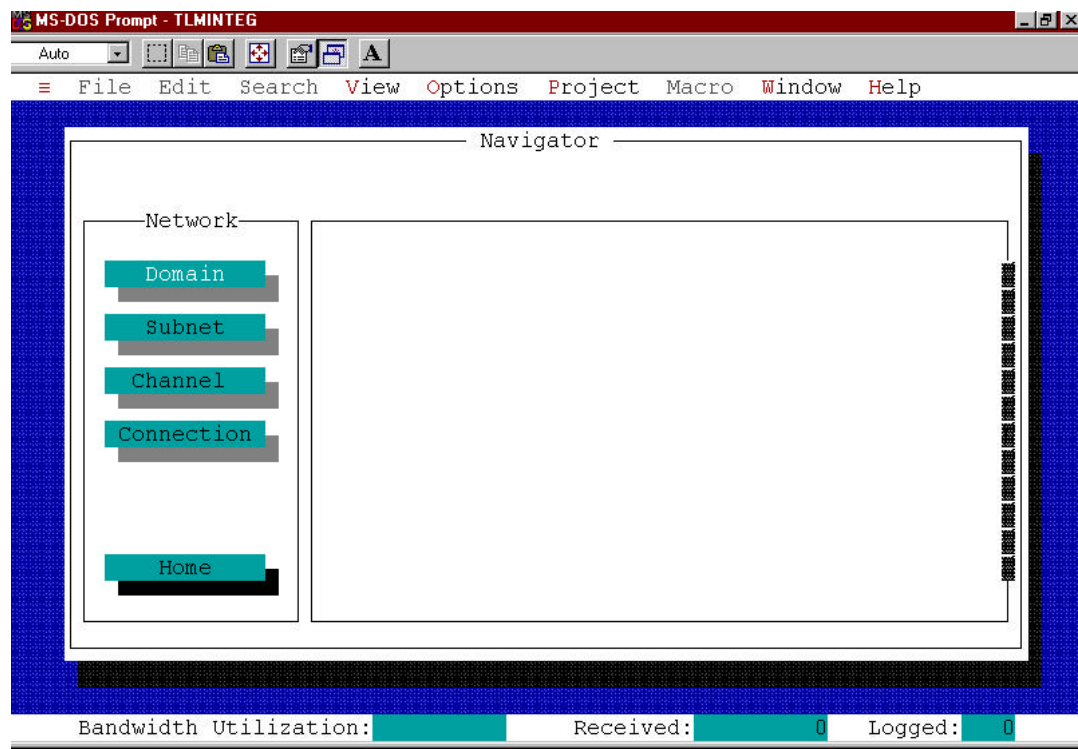 MS-DOS Prompt - TLMINTEG
Auto A
≡ File Edit Search View Options Project Macro Window Help
Navigator
Network
Domain
Subnet
Channel
Connection
Home
Bandwidth Utilization: Received: 0 Logged: 0